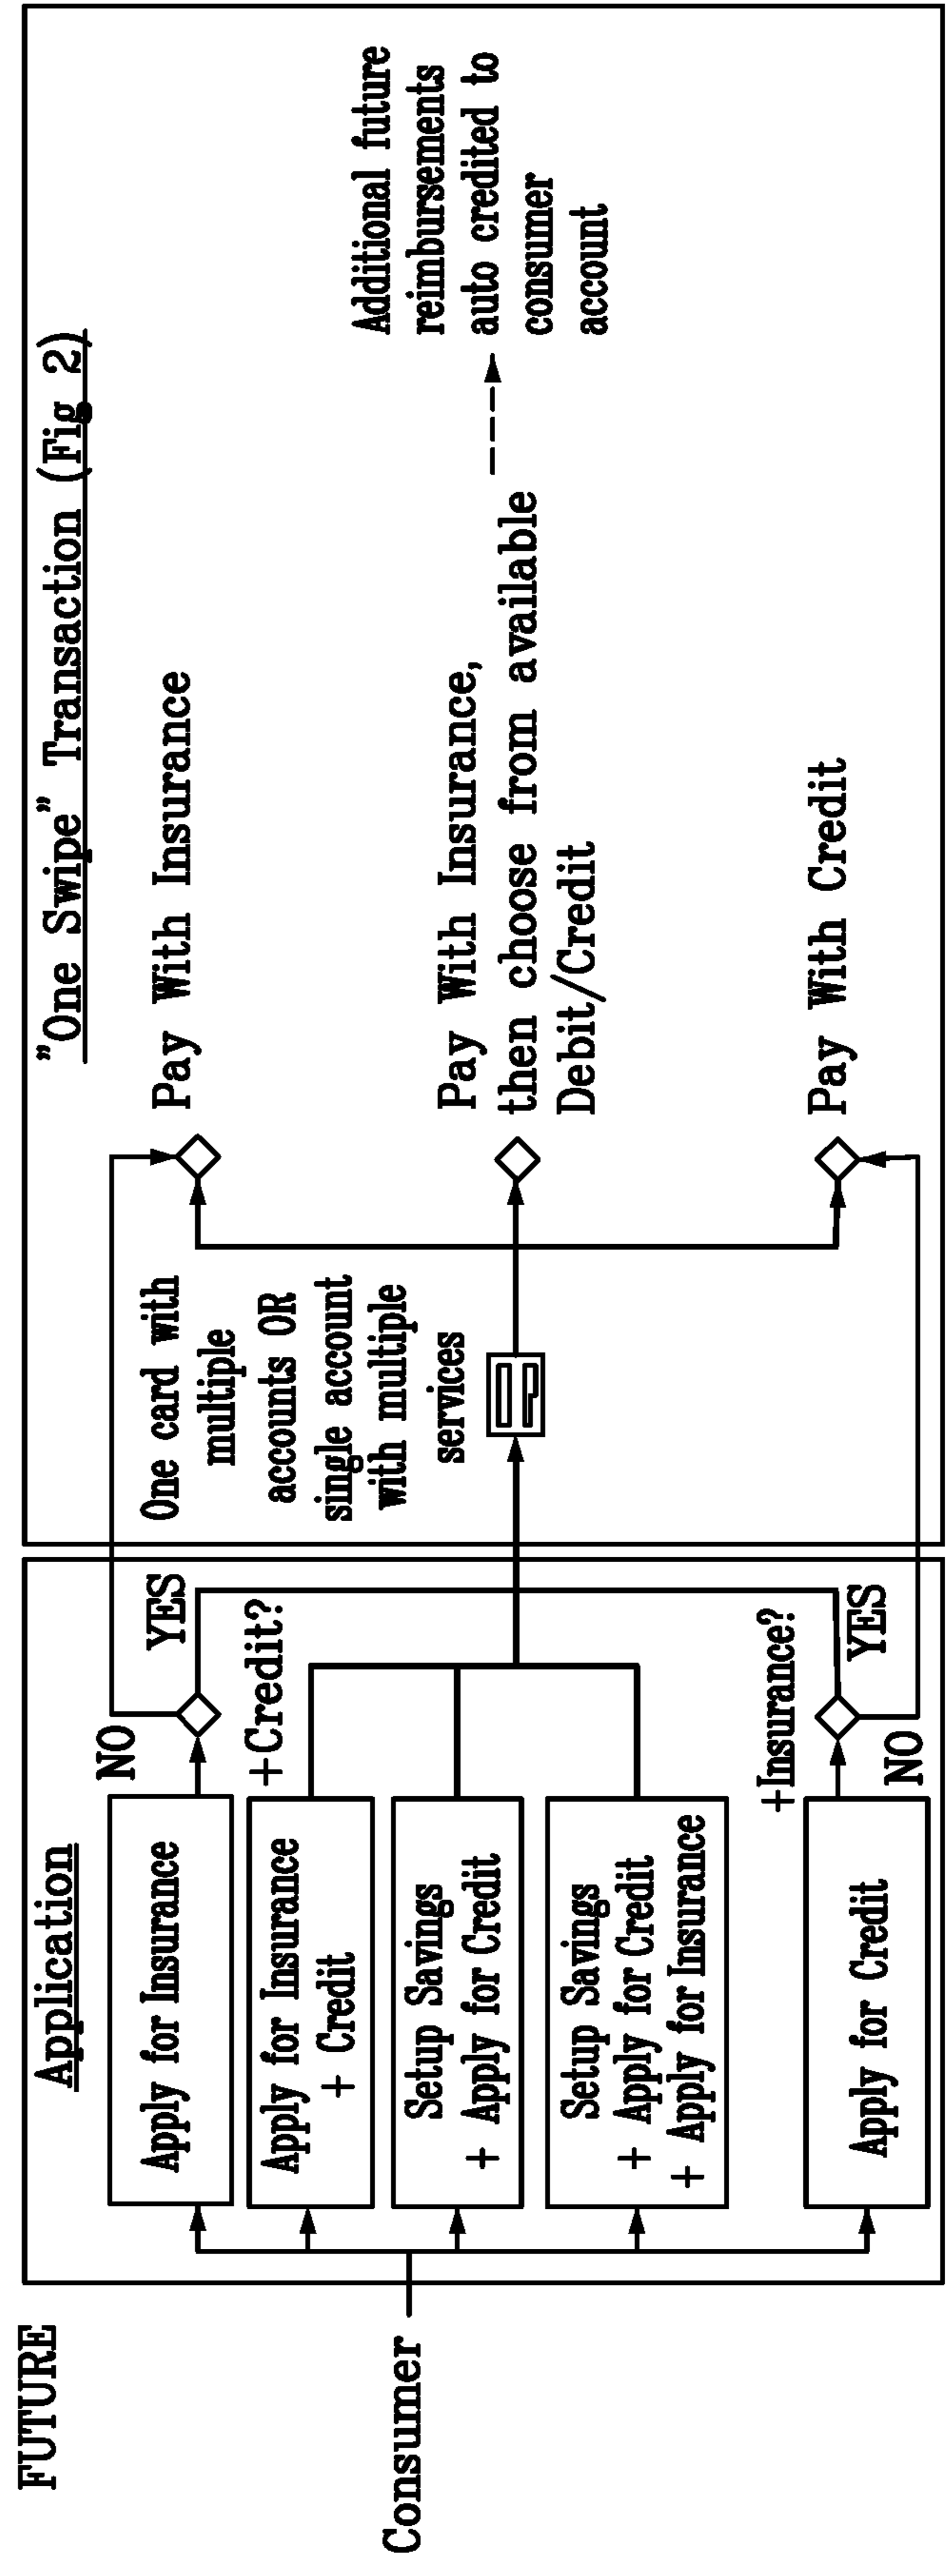 FUTURE
Consumer
Application
Apply for Insurance
NO
YES
+Credit?
Apply for Insurance
+ Credit
Setup Savings
+ Apply for Credit
Setup Savings
+ Apply for Credit
+ Apply for Insurance
+Insurance?
Apply for Credit
YES
NO
"One Swipe" Transaction (Fig 2)
One card with
multiple
accounts OR
single account
with multiple
services
Pay With Insurance
Pay With Insurance,
then choose from available
Debit/Credit
Pay With Credit
Additional future
reimbursements
auto credited to
consumer
account